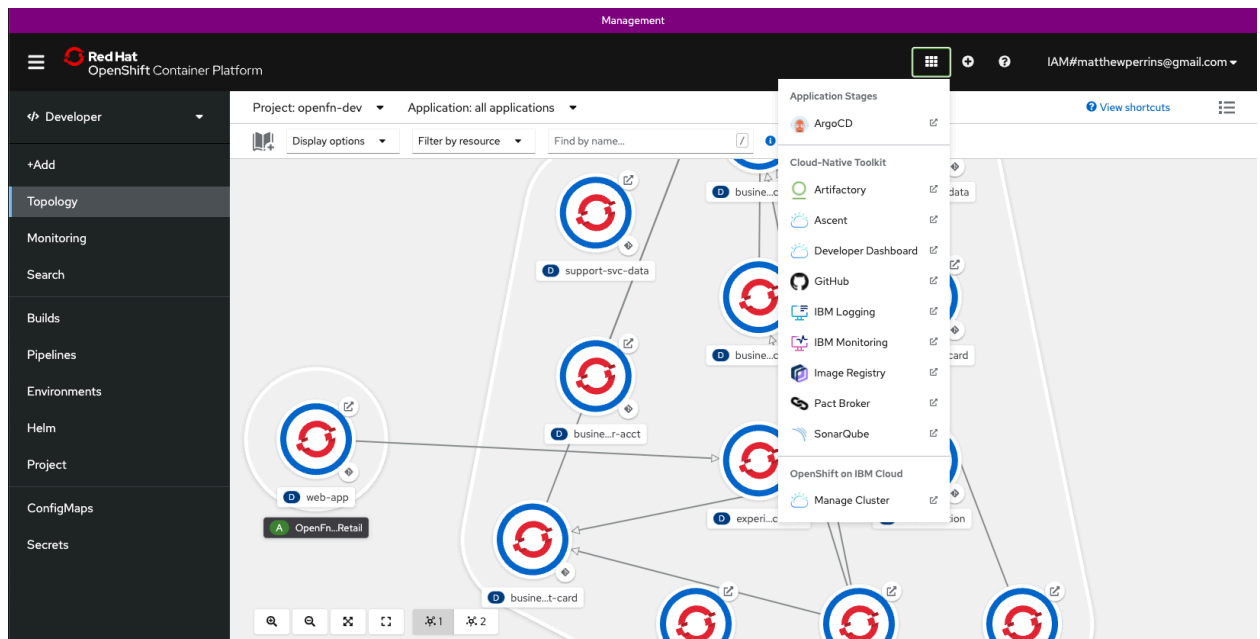 Management
Red Hat
OpenShift Container Platform
IAM#matthewperrins@gmail.com
Developer
+Add
Topology
Monitoring
Search
Builds
Pipelines
Environments
Helm
Project
ConfigMaps
Secrets
Project: openfn-dev
Application: all applications
View shortcuts
Display options
Filter by resource
Find by name...
/
Application Stages
ArgoCD
Cloud-Native Toolkit
Artifactory
Ascent
Developer Dashboard
GitHub
IBM Logging
IBM Monitoring
Image Registry
Pact Broker
SonarQube
OpenShift on IBM Cloud
Manage Cluster
D busine...c
data
D support-svc-data
D busine...c
card
D busine...r-acct
D web-app
A OpenFn...Retail
D experi...c
tion
D busine...t-card
1
2